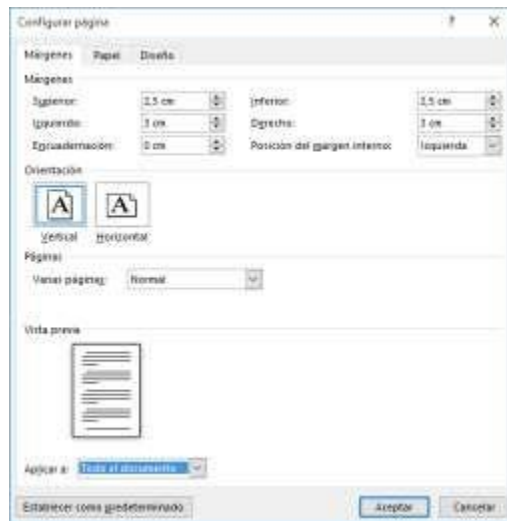 Configurar página ? ×
Márgenes Papel Diseño
Márgenes
Superior: 2,5 cm Inferior: 2,5 cm
Izquierdo: 3 cm Derecho: 3 cm
Encuadernación: 0 cm Posición del margen interno: Izquierda
Orientación
Vertical Horizontal
Páginas
Varias páginas: Normal
Vista previa
Aplicar a: Todo el documento
Establecer como predeterminado Aceptar Cancelar